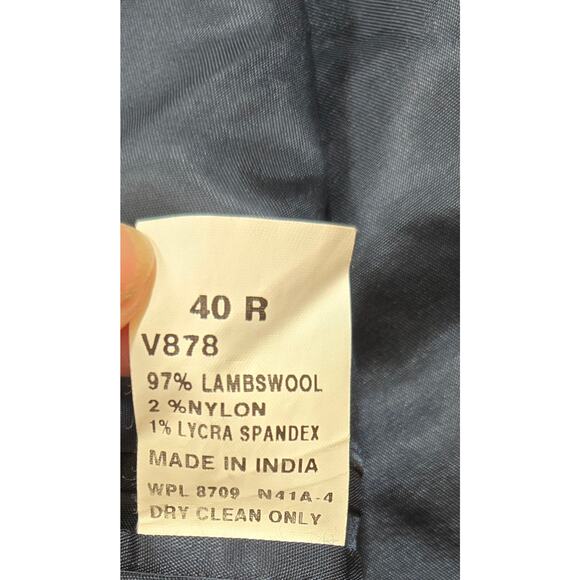 40 R
V878
97% LAMBSWOOL
2 %NYLON
1% LYCRA SPANDEX
MADE IN INDIA
WPL 8709 N41A-4
DRY CLEAN ONLY